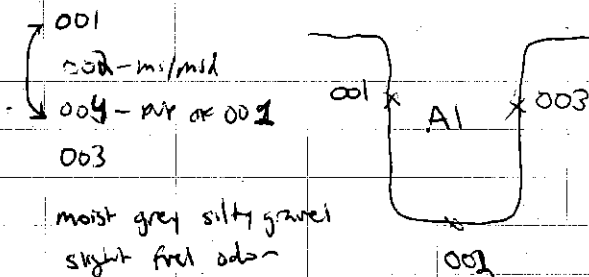 001
002 - ms/msd
004 - DUP OF 001
003
moist grey silty gravel
slight fuel odor
001
A1
003
002